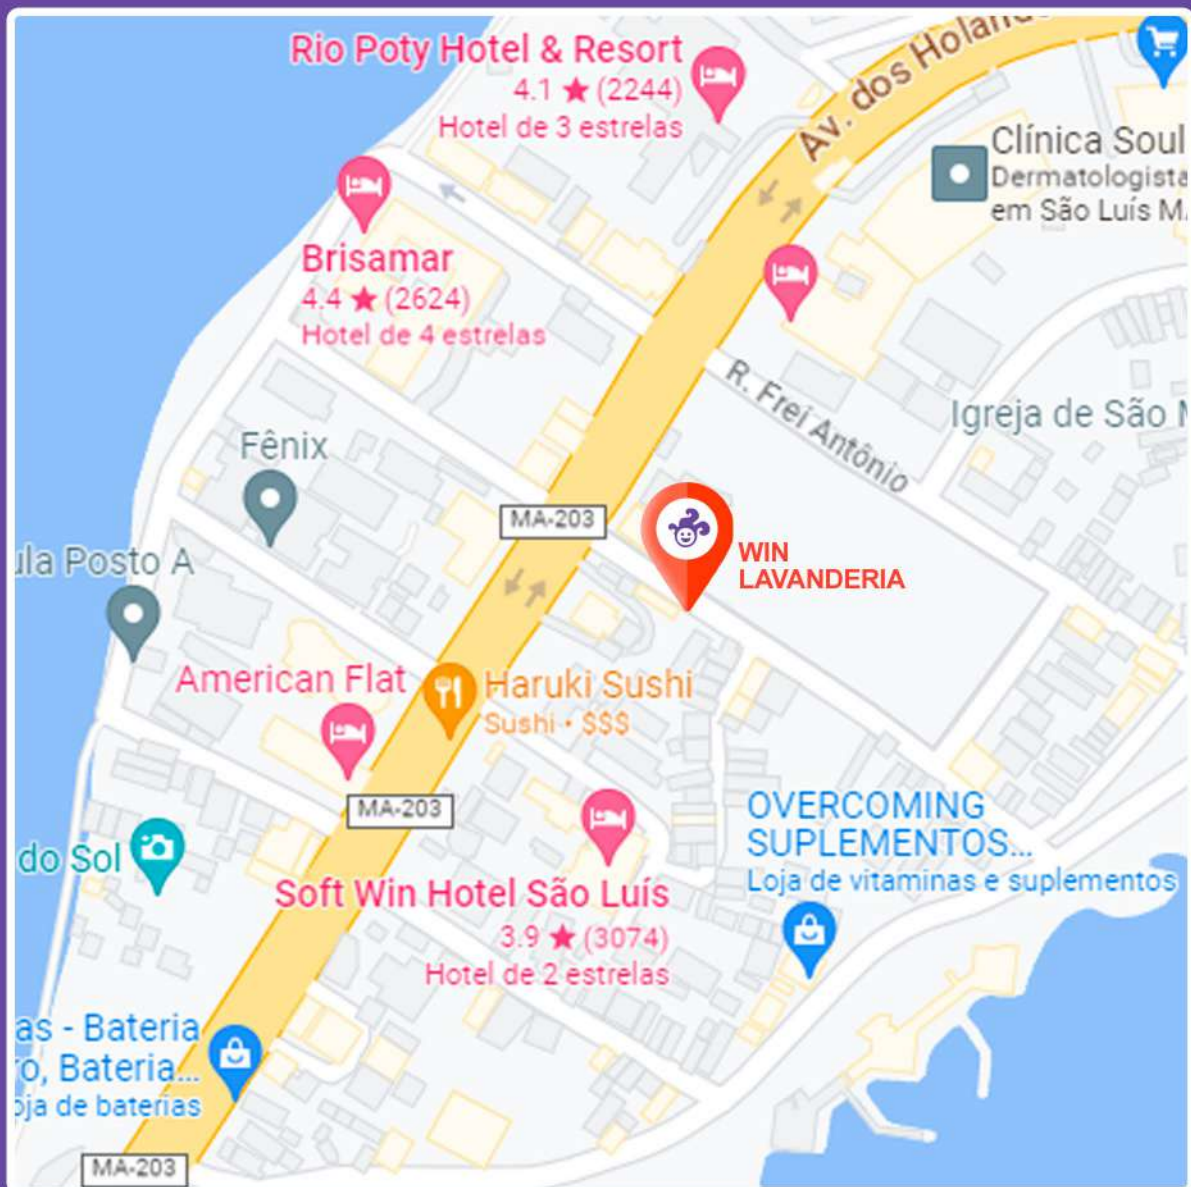 Rio Poty Hotel & Resort
4.1 ★ (2244)
Hotel de 3 estrelas
Av. dos Holand
Clínica Soul
Dermatologista
em São Luís M
Brisamar
4.4 ★ (2624)
Hotel de 4 estrelas
R. Frei Antônio
Igreja de São M
Fênix
MA-203
WIN
LAVANDERIA
ula Posto A
American Flat
Haruki Sushi
Sushi • $$$
MA-203
OVERCOMING
SUPLEMENTOS...
Loja de vitaminas e suplementos
do Sol
Soft Win Hotel São Luís
3.9 ★ (3074)
Hotel de 2 estrelas
as - Bateria
ro, Bateria...
oja de baterias
MA-203